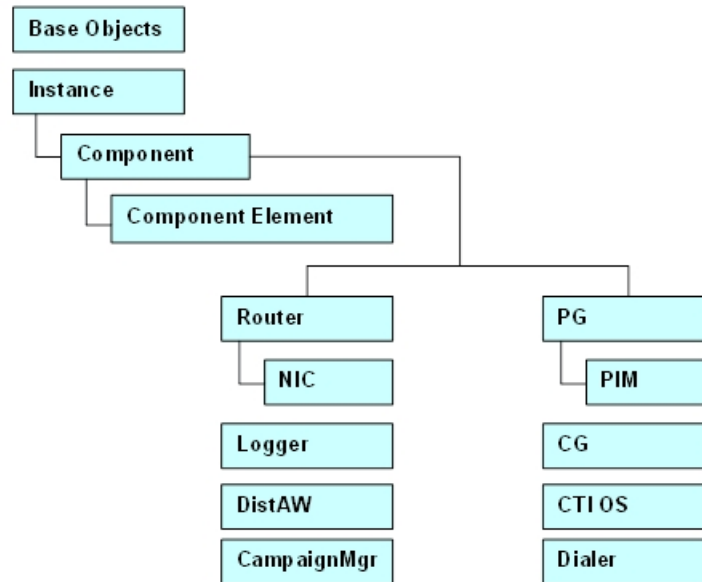 Base Objects
Instance
Component
Component Element
Router
PG
NIC
PIM
Logger
CG
DistAW
CTI OS
CampaignMgr
Dialer